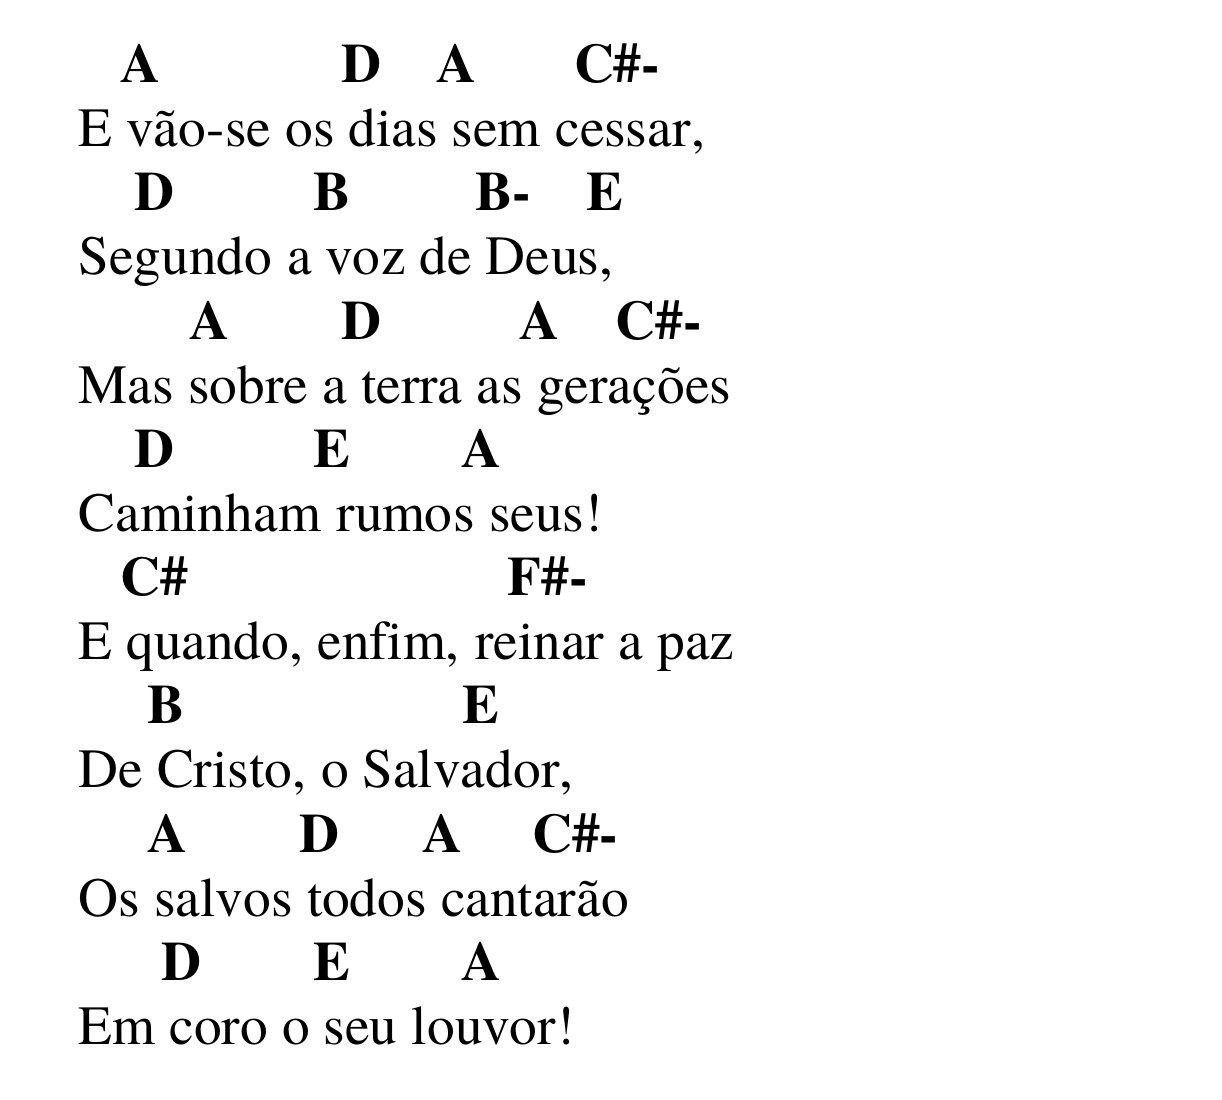 A D A C#-
E vão-se os dias sem cessar,
D B B- E
Segundo a voz de Deus,
A D A C#-
Mas sobre a terra as gerações
D E A
Caminham rumos seus!
C# F#-
E quando, enfim, reinar a paz
B E
De Cristo, o Salvador,
A D A C#-
Os salvos todos cantarão
D E A
Em coro o seu louvor!